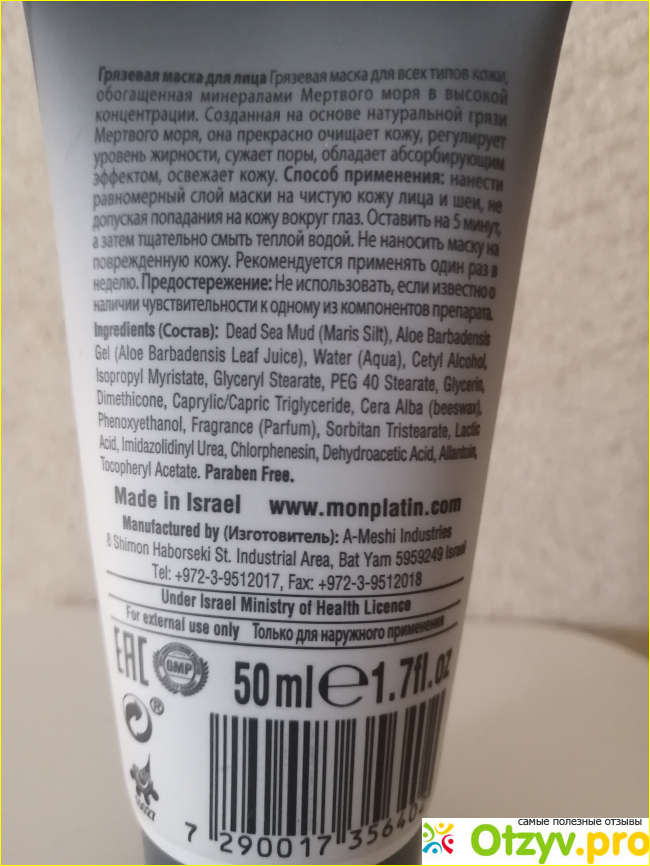 Грязевая маска для лица Грязевая маска для всех типов кожи,
обогащенная минералами Мертвого моря в высокой
концентрации. Созданная на основе натуральной грязи
Мертвого моря, она прекрасно очищает кожу, регулирует
уровень жирности, сужает поры, обладает абсорбирующим
эффектом, освежает кожу. Способ применения: нанести
равномерный слой маски на чистую кожу лица и шеи, не
допуская попадания на кожу вокруг глаз. Оставить на 5 минут,
а затем тщательно смыть теплой водой. Не наносить маску на
поврежденную кожу. Рекомендуется применять один раз в
неделю. Предостережение: Не использовать, если известно о
наличии чувствительности к одному из компонентов препарата.
Ingredients (Состав): Dead Sea Mud (Maris Silt), Aloe Barbadensis
Gel (Aloe Barbadensis Leaf Juice), Water (Aqua), Cetyl Alcohol,
Isopropyl Myristate, Glyceryl Stearate, PEG 40 Stearate, Glycerin,
Dimethicone, Caprylic/Capric Triglyceride, Cera Alba (beeswax),
Phenoxyethanol, Fragrance (Parfum), Sorbitan Tristearate, Lactic
Acid, Imidazolidinyl Urea, Chlorphenesin, Dehydroacetic Acid, Allantoin,
Tocopheryl Acetate. Paraben Free.
Made in Israel www.monplatin.com
Manufactured by (Изготовитель): A-Meshi Industries
8 Shimon Haborseki St. Industrial Area, Bat Yam 5959249 Israel
Tel: +972-3-9512017, Fax: +972-3-9512018
Under Israel Ministry of Health Licence
For external use only Только для наружного применения
EAC GMP 50ml e 1.7fl.oz
®
7 290017 35640
самые полезные отзывы
Otzyv.pro